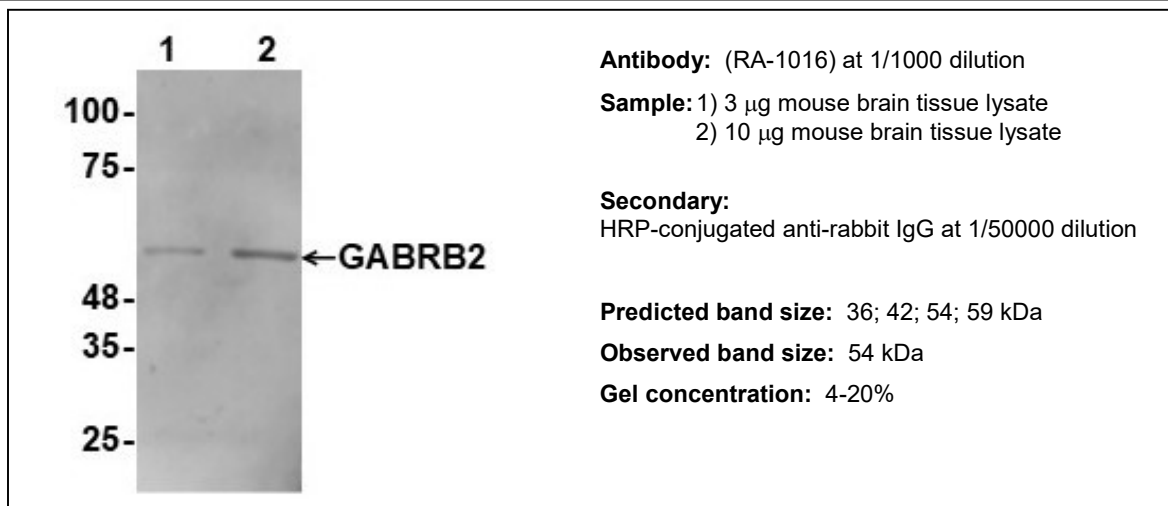 1 2
100-
75-
48-
35-
25-
←GABRB2
Antibody: (RA-1016) at 1/1000 dilution
Sample: 1) 3 μg mouse brain tissue lysate
2) 10 μg mouse brain tissue lysate
Secondary:
HRP-conjugated anti-rabbit IgG at 1/50000 dilution
Predicted band size: 36; 42; 54; 59 kDa
Observed band size: 54 kDa
Gel concentration: 4-20%